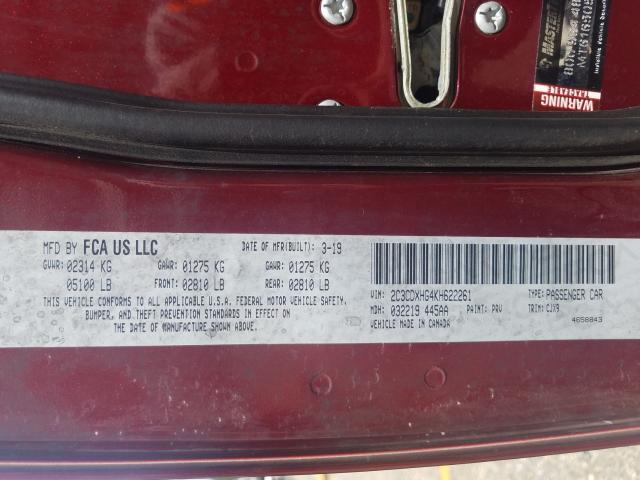 MASTER
WARNING
MFD BY FCA US LLC DATE OF MFR(BUILT): 3-19
GVWR: 02314 KG GAWR: 01275 KG GAWR: 01275 KG
05100 LB FRONT: 02810 LB REAR: 02810 LB
THIS VEHICLE CONFORMS TO ALL APPLICABLE U.S.A. FEDERAL MOTOR VEHICLE SAFETY,
BUMPER, AND THEFT PREVENTION STANDARDS IN EFFECT ON
THE DATE OF MANUFACTURE SHOWN ABOVE.
VIN: 2C3CDXHG4KH622261 TYPE: PASSENGER CAR
MDH: 032219 445AA PAINT: PRV TRIM: CJX9
VEHICLE MADE IN CANADA 4658843